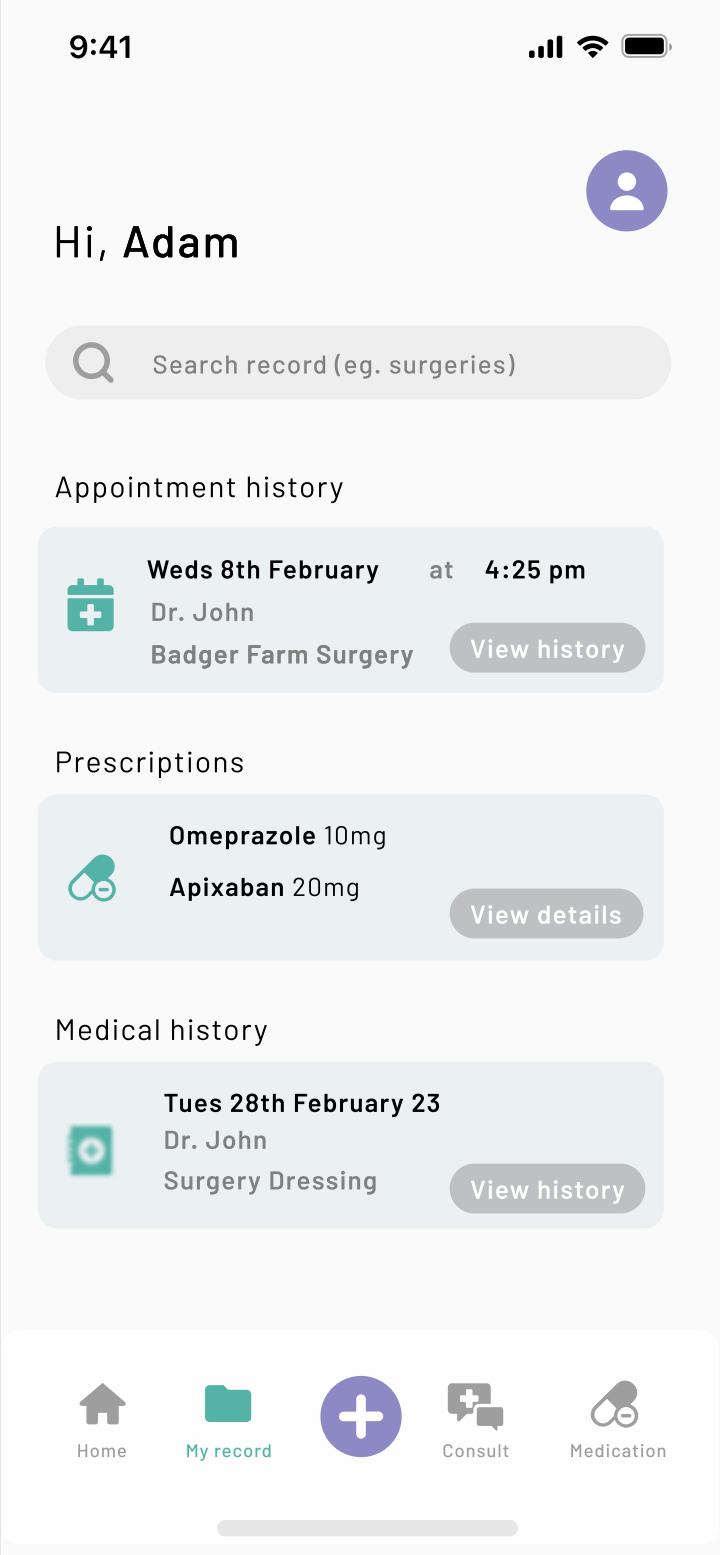 9:41
Hi, Adam
Search record (eg. surgeries)
Appointment history
Weds 8th February at 4:25 pm
Dr. John
Badger Farm Surgery
View history
Prescriptions
Omeprazole 10mg
Apixaban 20mg
View details
Medical history
Tues 28th February 23
Dr. John
Surgery Dressing
View history
Home My record Consult Medication